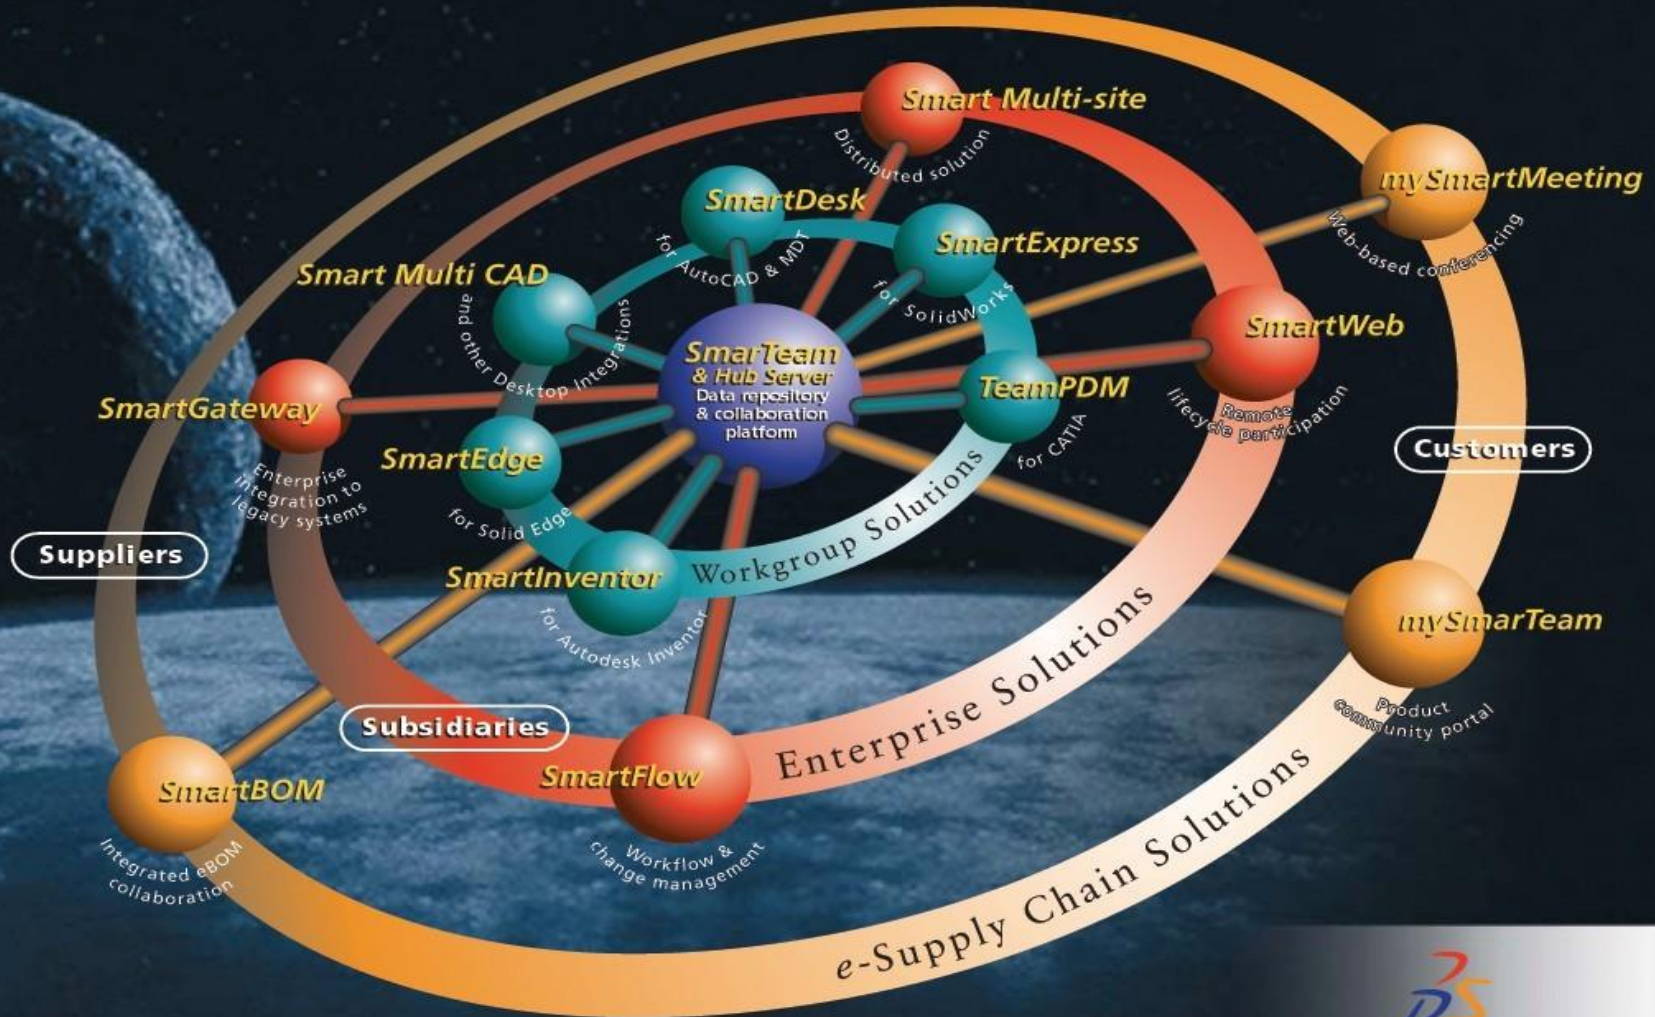 Smart Multi-site
Distributed solution
mySmartMeeting
Web-based conferencing
SmartDesk
for AutoCAD & MDT
SmartExpress
for SolidWorks
Smart Multi CAD
and other Desktop Integrations
SmartWeb
Remote
lifecycle participation
SmarTeam
& Hub Server
Data repository
& collaboration
platform
TeamPDM
for CATIA
SmartGateway
Enterprise
integration to
legacy systems
SmartEdge
for Solid Edge
Customers
Suppliers
SmartInventor
for Autodesk Inventor
Workgroup Solutions
mySmarTeam
Product
community portal
Subsidiaries
SmartFlow
Workflow &
change management
Enterprise Solutions
SmartBOM
Integrated eBOM
collaboration
e-Supply Chain Solutions